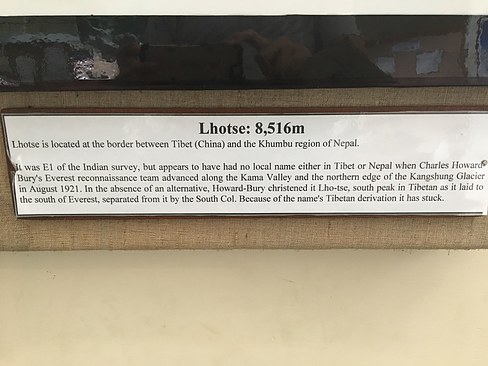 Lhotse: 8,516m
Lhotse is located at the border between Tibet (China) and the Khumbu region of Nepal.
It was E1 of the Indian survey, but appears to have had no local name either in Tibet or Nepal when Charles Howard
Bury's Everest reconnaissance team advanced along the Kama Valley and the northern edge of the Kangshung Glacier
in August 1921. In the absence of an alternative, Howard-Bury christened it Lho-tse, south peak in Tibetan as it laid to
the south of Everest, separated from it by the South Col. Because of the name's Tibetan derivation it has stuck.